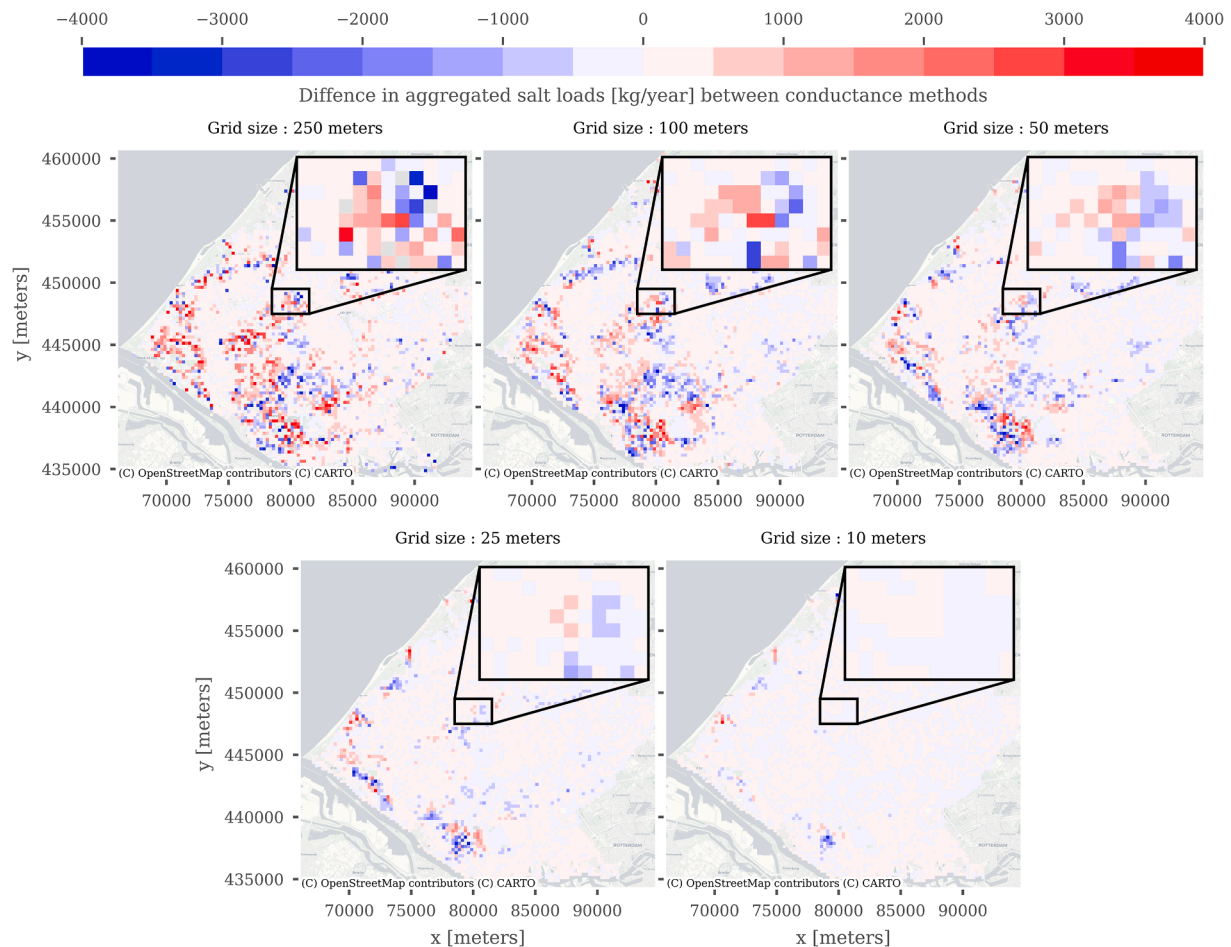 −4000 −3000 −2000 −1000 0 1000 2000 3000 4000
Diffence in aggregated salt loads [kg/year] between conductance methods
Grid size : 250 meters Grid size : 100 meters Grid size : 50 meters
460000
455000
450000
445000
440000
435000
y [meters]
ROTTERDAM ROTTERDAM ROTTERDAM
(C) OpenStreetMap contributors (C) CARTO (C) OpenStreetMap contributors (C) CARTO (C) OpenStreetMap contributors (C) CARTO
70000 75000 80000 85000 90000 70000 75000 80000 85000 90000 70000 75000 80000 85000 90000
Grid size : 25 meters Grid size : 10 meters
460000
455000
450000
445000
440000
435000
y [meters]
ROTTERDAM ROTTERDAM
(C) OpenStreetMap contributors (C) CARTO (C) OpenStreetMap contributors (C) CARTO
70000 75000 80000 85000 90000 70000 75000 80000 85000 90000
x [meters] x [meters]